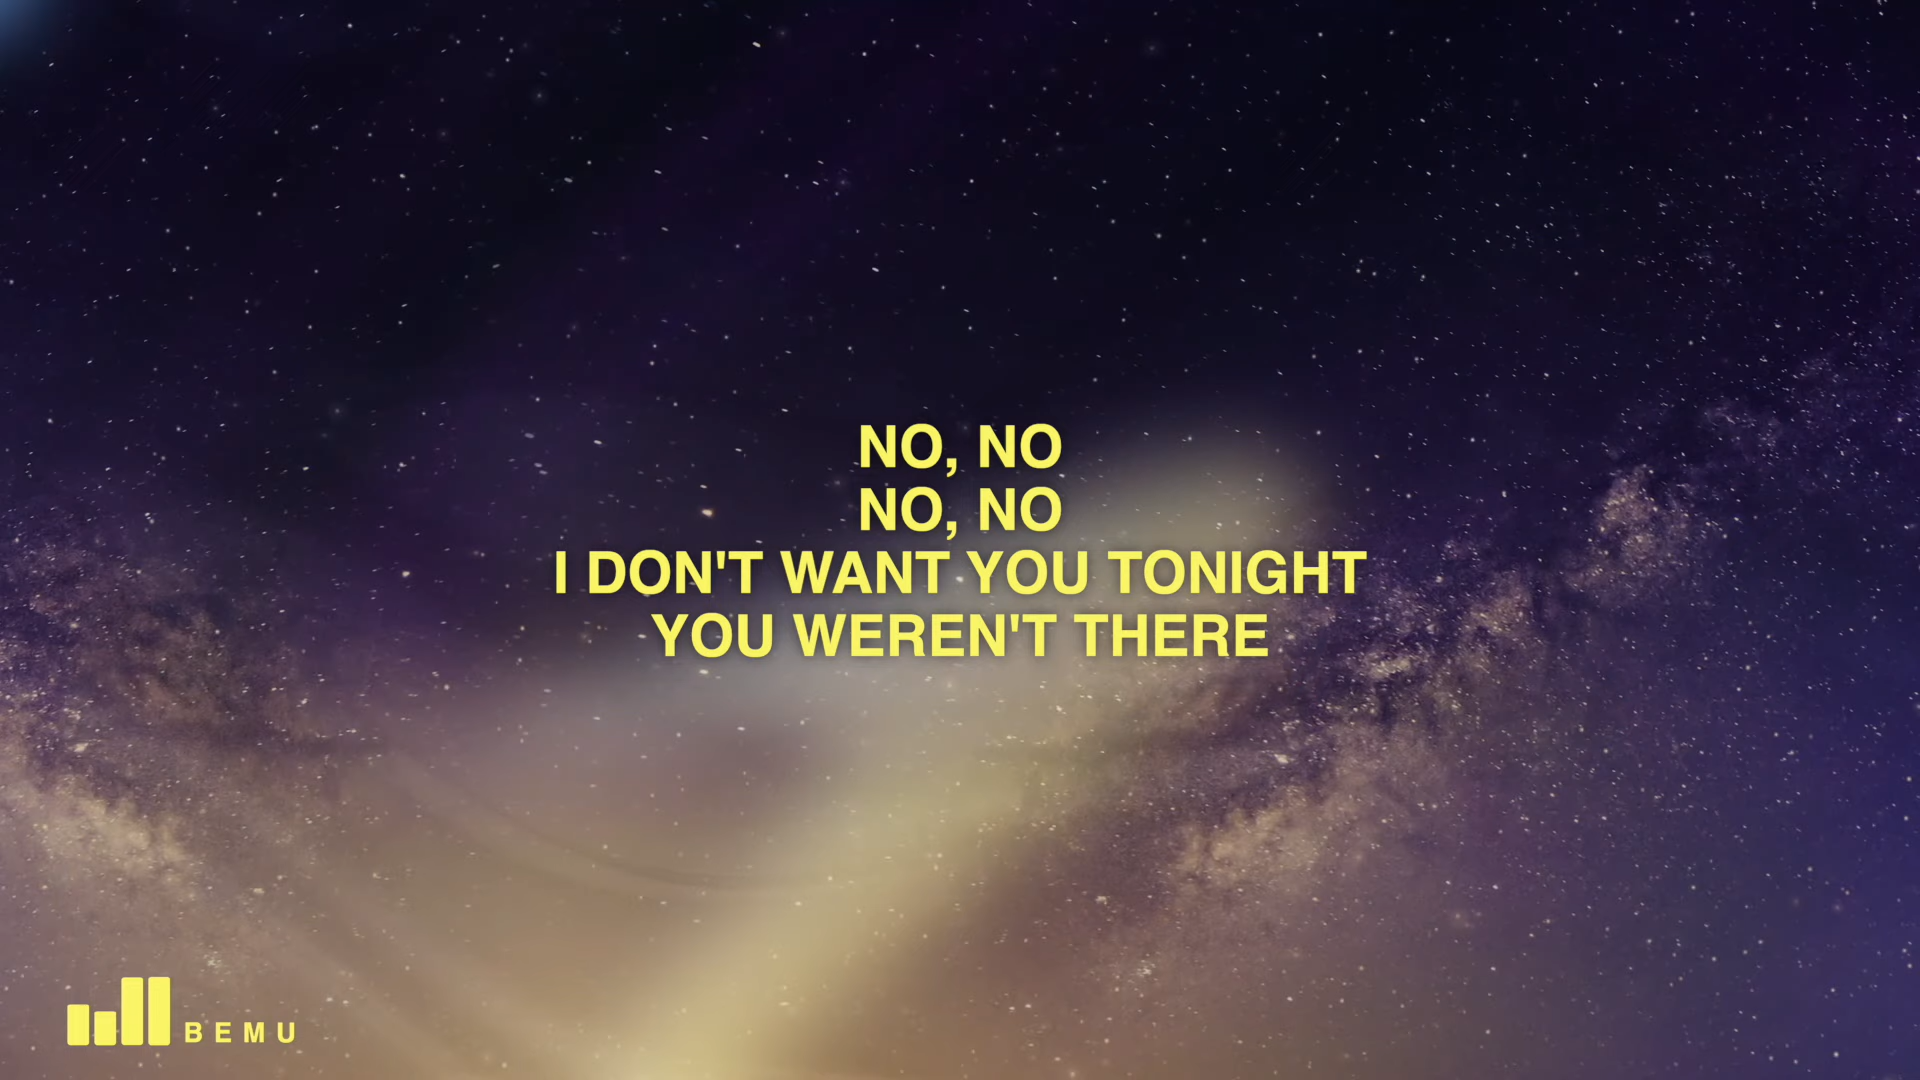 NO, NO
NO, NO
I DON'T WANT YOU TONIGHT
YOU WEREN'T THERE
BEMU